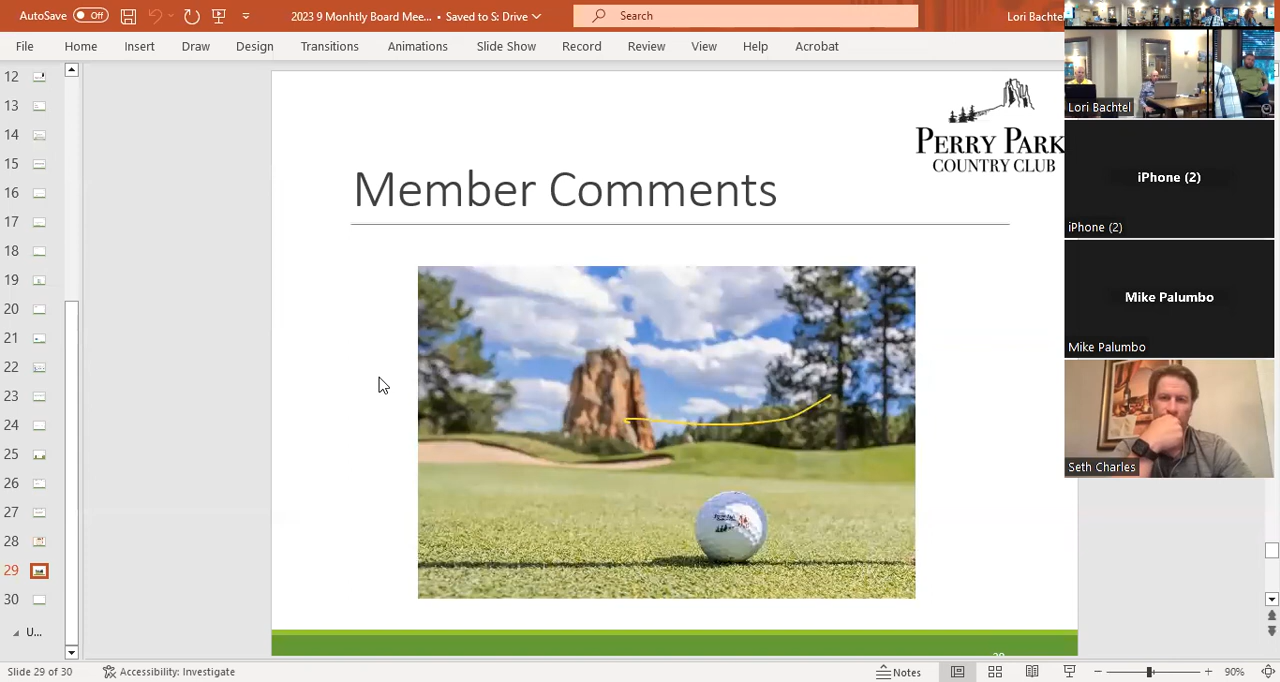 AutoSave Off 2023 9 Monhtly Board Mee... • Saved to S: Drive Search Lori Bachtel
File Home Insert Draw Design Transitions Animations Slide Show Record Review View Help Acrobat
12
13
14
15
16
17
18
19
20
21
22
23
24
25
26
27
28
29
30
U...
PERRY PARK
COUNTRY CLUB
Member Comments
Lori Bachtel
iPhone (2)
iPhone (2)
Mike Palumbo
Mike Palumbo
Seth Charles
Slide 29 of 30 Accessibility: Investigate Notes 90%